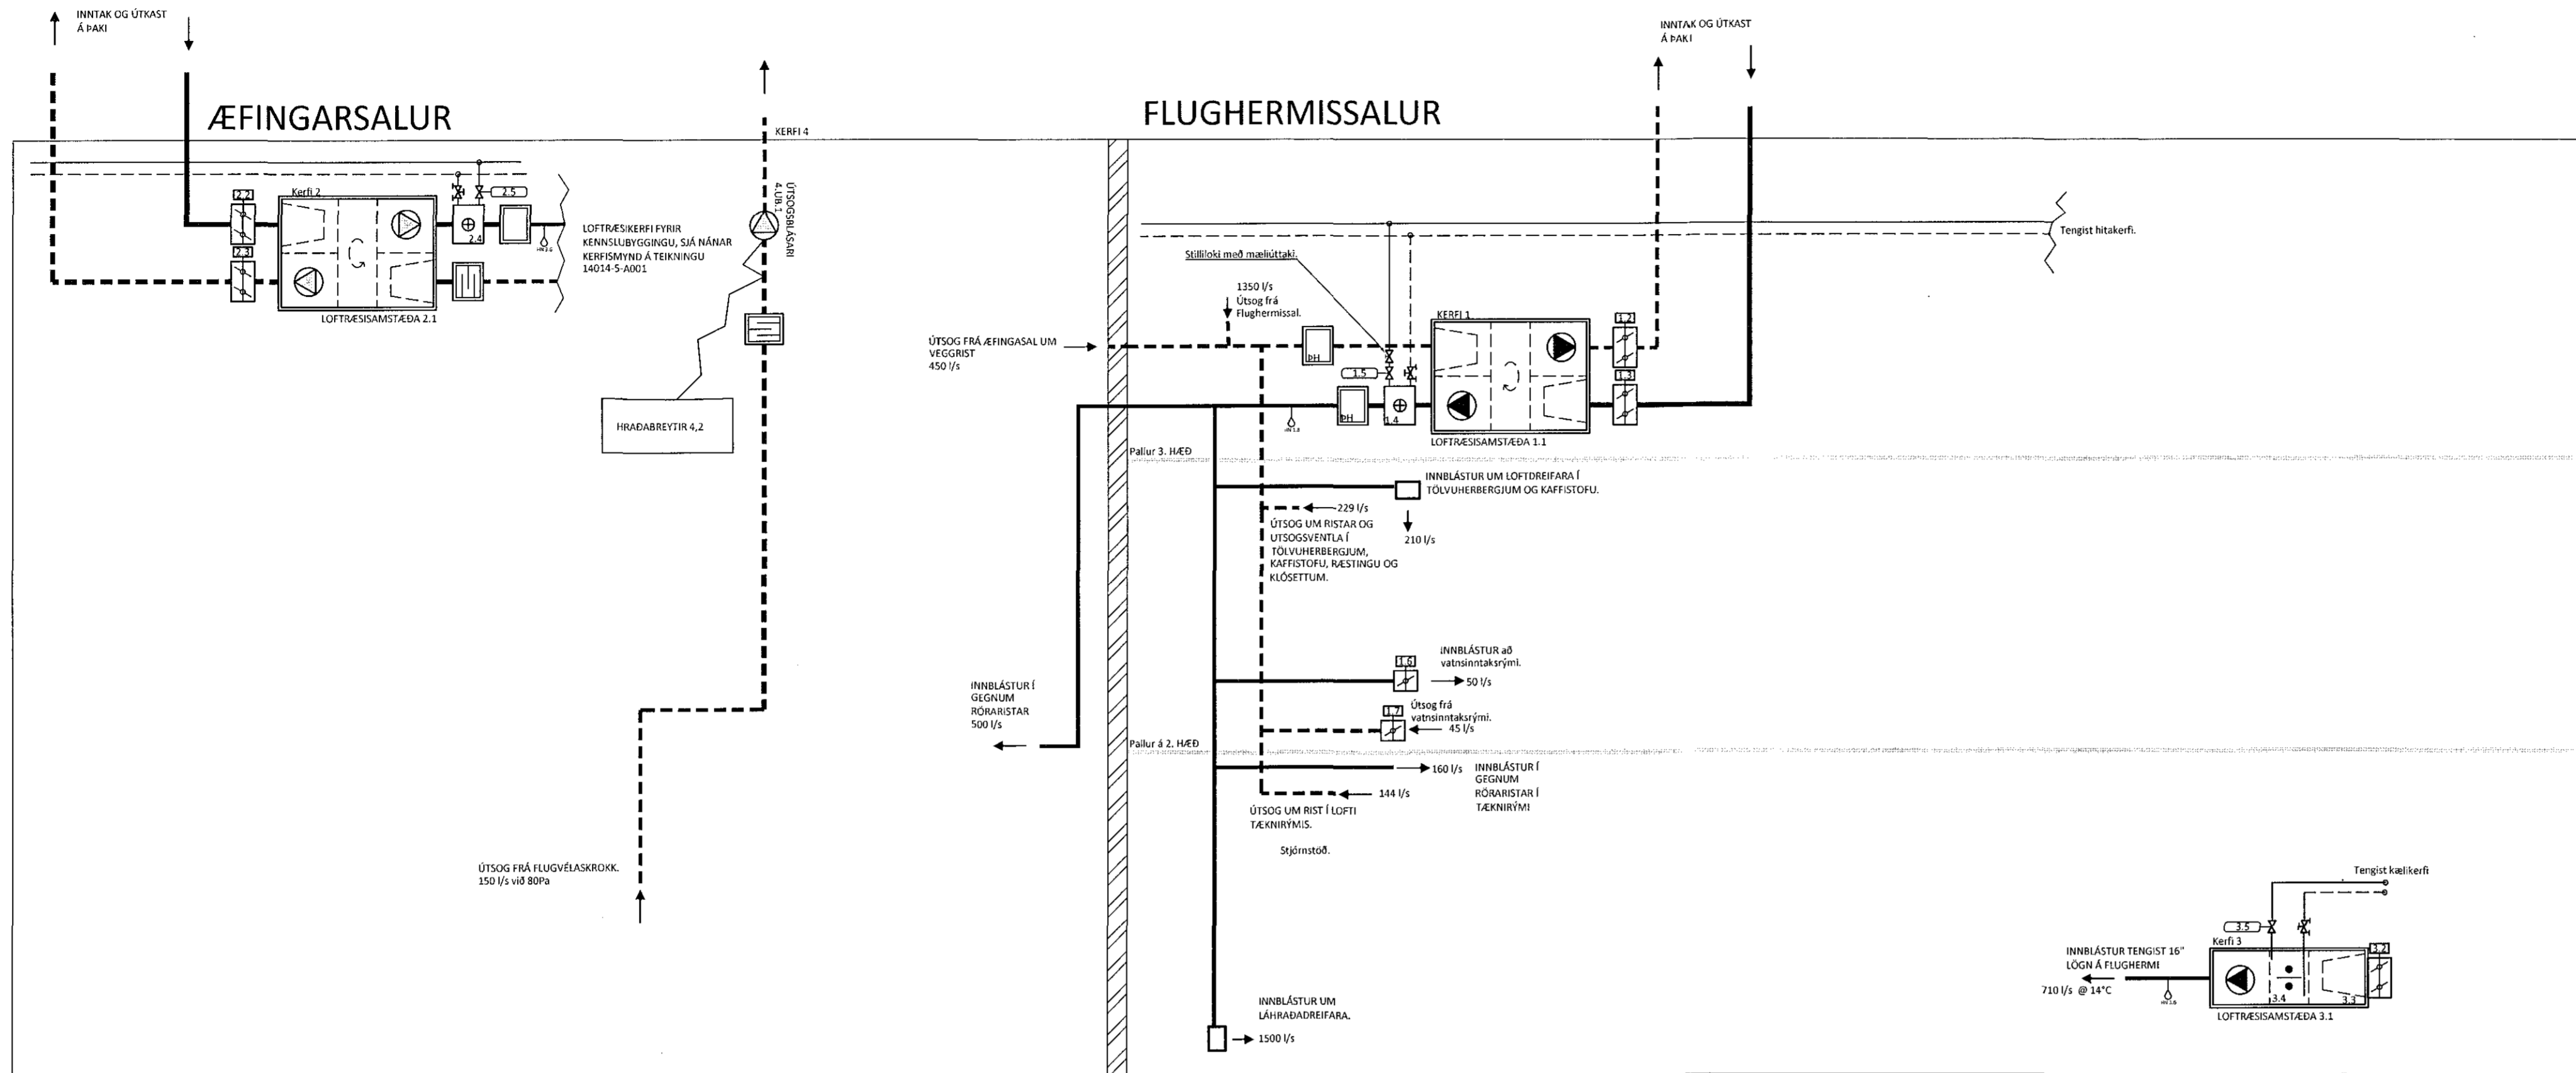 INNTAK OG ÚTKAST
Á ÞAKI
ÆFINGARSALUR
2.2
Kerfi 2
2.5
2.3
2.4
LOFTRÆSISAMSTÆÐA 2.1
LOFTRÆSIKERFI FYRIR
KENNSLUBYGGINGU, SJÁ NÁNAR
KERFISMYND Á TEIKNINGU
14014-5-A001
KERFI 4
ÚTSOGSBLÁSARI
4.UB.1
HRAÐABREYTIR 4,2
ÚTSOG FRÁ FLUGVÉLASKROKK.
150 l/s við 80Pa
INNTAK OG ÚTKAST
Á ÞAKI
FLUGHERMISSALUR
Tengist hitakerfi.
Stilliloki með mæliúttaki.
1350 l/s
Útsog frá
Flughermissal.
ÚTSOG FRÁ ÆFINGASAL UM
VEGGRIST
450 l/s
ÞH
1.5
ÞH
1.4
KERFI 1
1.2
1.3
LOFTRÆSISAMSTÆÐA 1.1
Pallur 3. HÆÐ
INNBLÁSTUR UM LOFTDREIFARA Í
TÖLVUHERBERGJUM OG KAFFISTOFU.
229 l/s
210 l/s
ÚTSOG UM RISTAR OG
UTSOGSVENTLA Í
TÖLVUHERBERGJUM,
KAFFISTOFU, RÆSTINGU OG
KLÓSETTUM.
INNBLÁSTUR að
vatnsinntaksrými.
1.6
50 l/s
1.7
Útsog frá
vatnsinntaksrými.
45 l/s
INNBLÁSTUR Í
GEGNUM
RÖRARISTAR
500 l/s
Pallur á 2. HÆÐ
160 l/s
INNBLÁSTUR Í
GEGNUM
RÖRARISTAR Í
TÆKNIRÝMI
144 l/s
ÚTSOG UM RIST Í LOFTI
TÆKNIRÝMIS.
Stjórnstöð.
INNBLÁSTUR UM
LÁHRAÐADREIFARA.
1500 l/s
Tengist kælikerfi
3.5
Kerfi 3
3.2
INNBLÁSTUR TENGIST 16"
LÖGN Á FLUGHERMI
710 l/s @ 14°C
3.4
3.3
LOFTRÆSISAMSTÆÐA 3.1